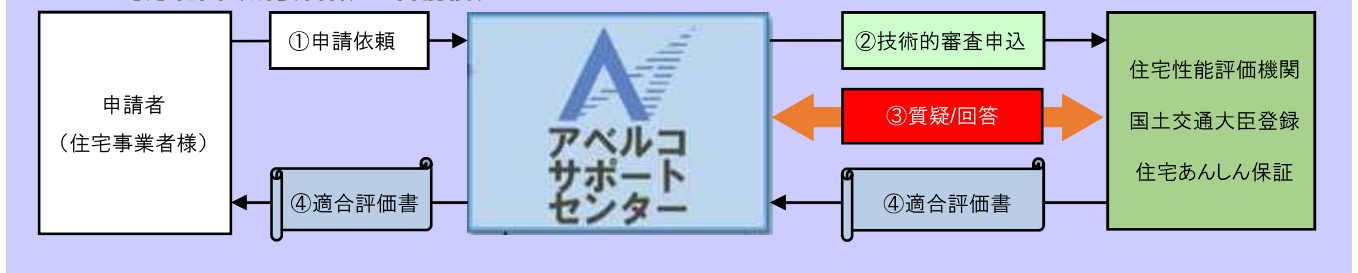 ①申請依頼
②技術的審査申込
申請者
（住宅事業者様）
アベルコ
サポート
センター
③質疑/回答
住宅性能評価機関
国土交通大臣登録
住宅あんしん保証
④適合評価書
④適合評価書